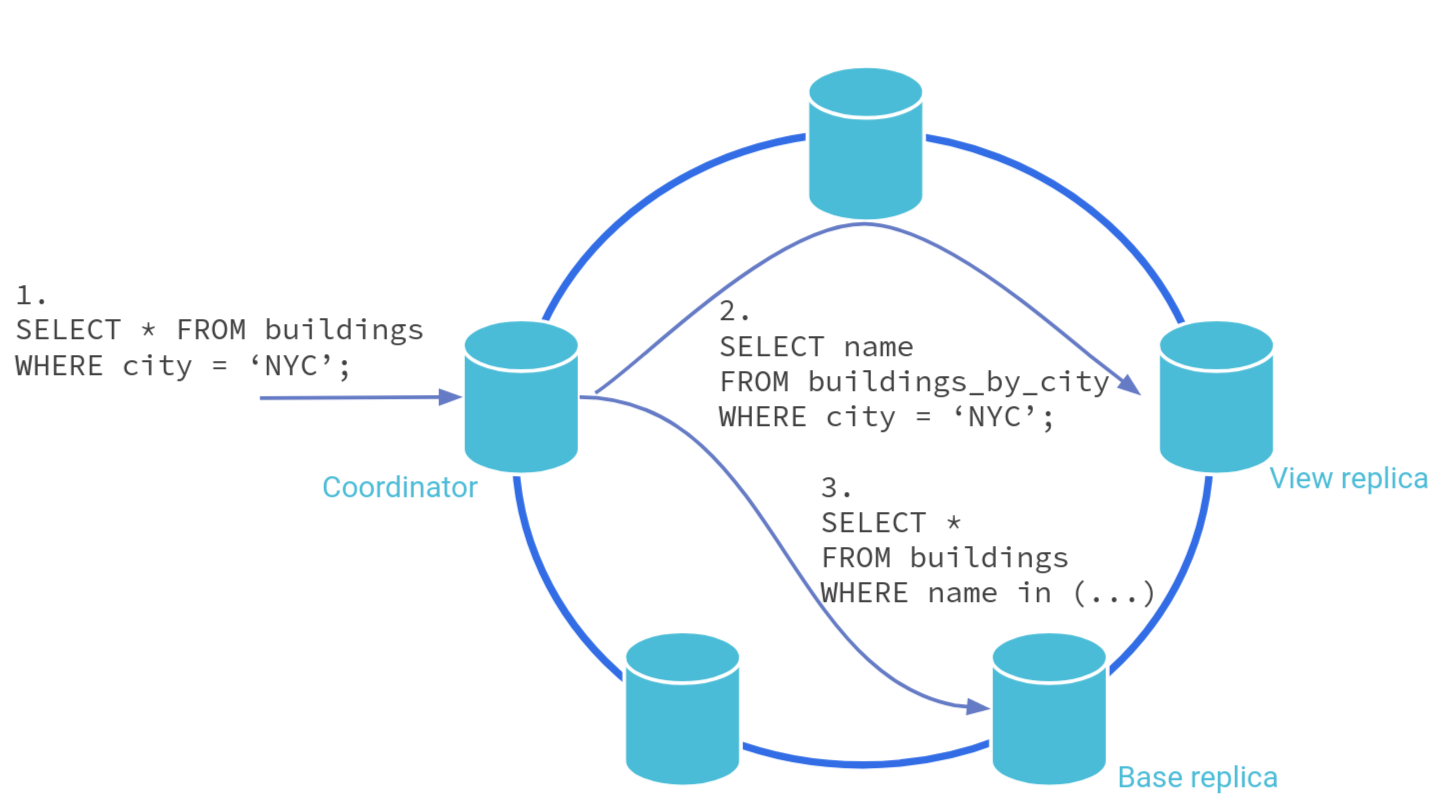 1.
SELECT * FROM buildings
WHERE city = ‘NYC’;
Coordinator
2.
SELECT name
FROM buildings_by_city
WHERE city = ‘NYC’;
View replica
3.
SELECT *
FROM buildings
WHERE name in (...)
Base replica